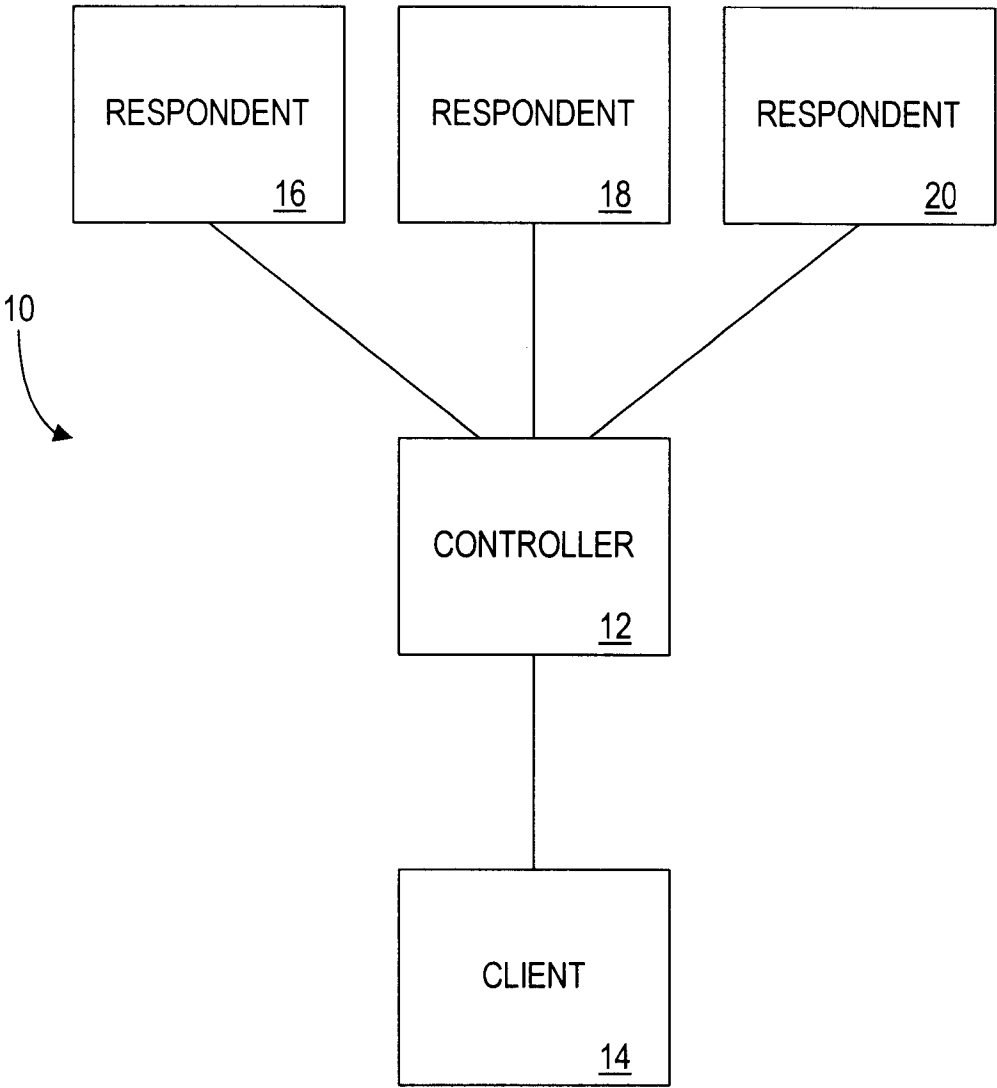 RESPONDENT
16
RESPONDENT
18
RESPONDENT
20
10
CONTROLLER
12
CLIENT
14